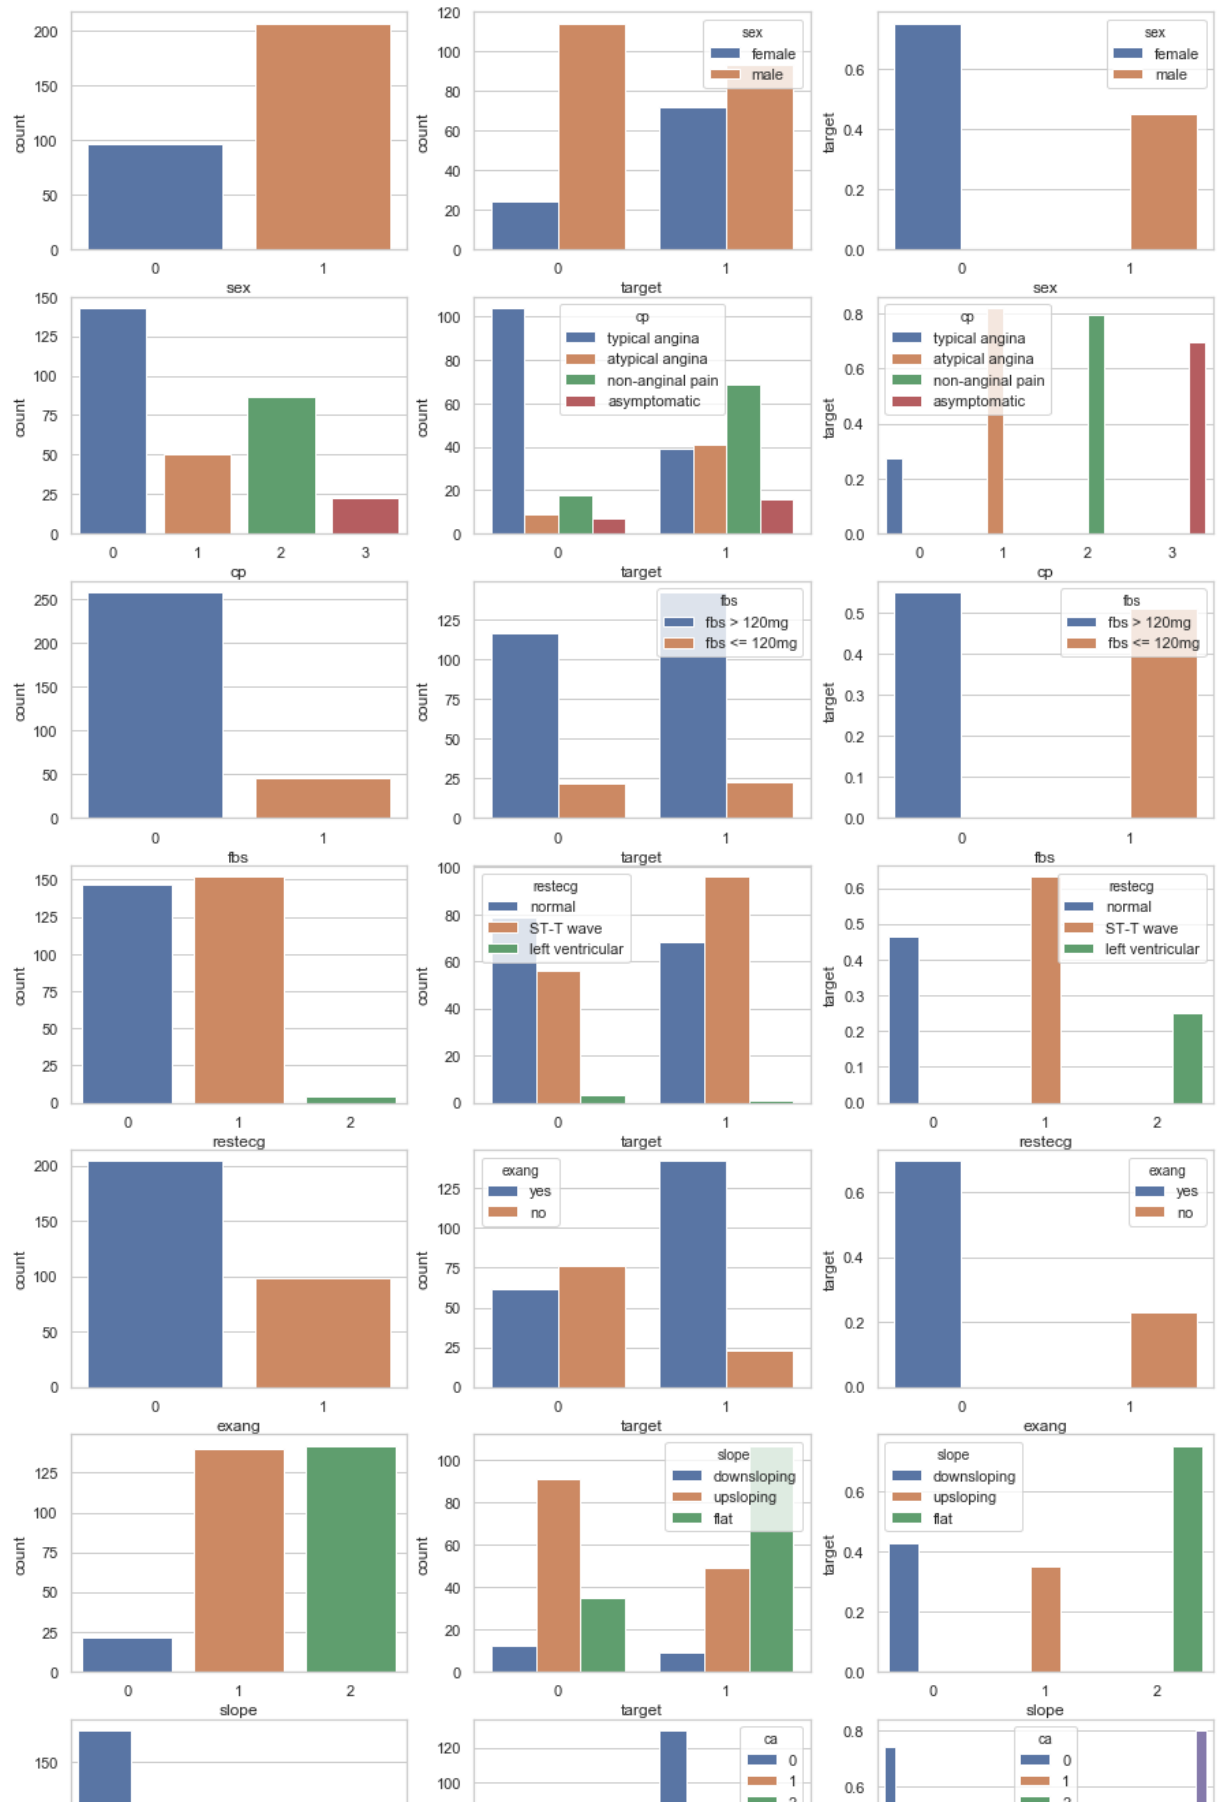 200
150
100
50
0
count
0 1
sex
120
100
80
60
40
20
0
count
sex
female
male
0 1
target
0.6
0.4
0.2
0.0
target
sex
female
male
0 1
sex
150
125
100
75
50
25
0
count
0 1 2 3
cp
100
80
60
40
20
0
count
cp
typical angina
atypical angina
non-anginal pain
asymptomatic
0 1
target
0.8
0.6
0.4
0.2
0.0
target
cp
typical angina
atypical angina
non-anginal pain
asymptomatic
0 1 2 3
cp
250
200
150
100
50
0
count
0 1
fbs
125
100
75
50
25
0
count
fbs
fbs > 120mg
fbs <= 120mg
0 1
target
0.5
0.4
0.3
0.2
0.1
0.0
target
fbs
fbs > 120mg
fbs <= 120mg
0 1
fbs
150
125
100
75
50
25
0
count
0 1 2
restecg
100
80
60
40
20
0
count
restecg
normal
ST-T wave
left ventricular
0 1
target
0.6
0.5
0.4
0.3
0.2
0.1
0.0
target
restecg
normal
ST-T wave
left ventricular
0 1 2
restecg
200
150
100
50
0
count
0 1
exang
125
100
75
50
25
0
count
exang
yes
no
0 1
target
0.6
0.4
0.2
0.0
target
exang
yes
no
0 1
exang
125
100
75
50
25
0
count
0 1 2
slope
100
80
60
40
20
0
count
slope
downsloping
upsloping
flat
0 1
target
0.6
0.4
0.2
0.0
target
slope
downsloping
upsloping
flat
0 1 2
slope
150
120
100
ca
0
1
0.8
0.6
ca
0
1